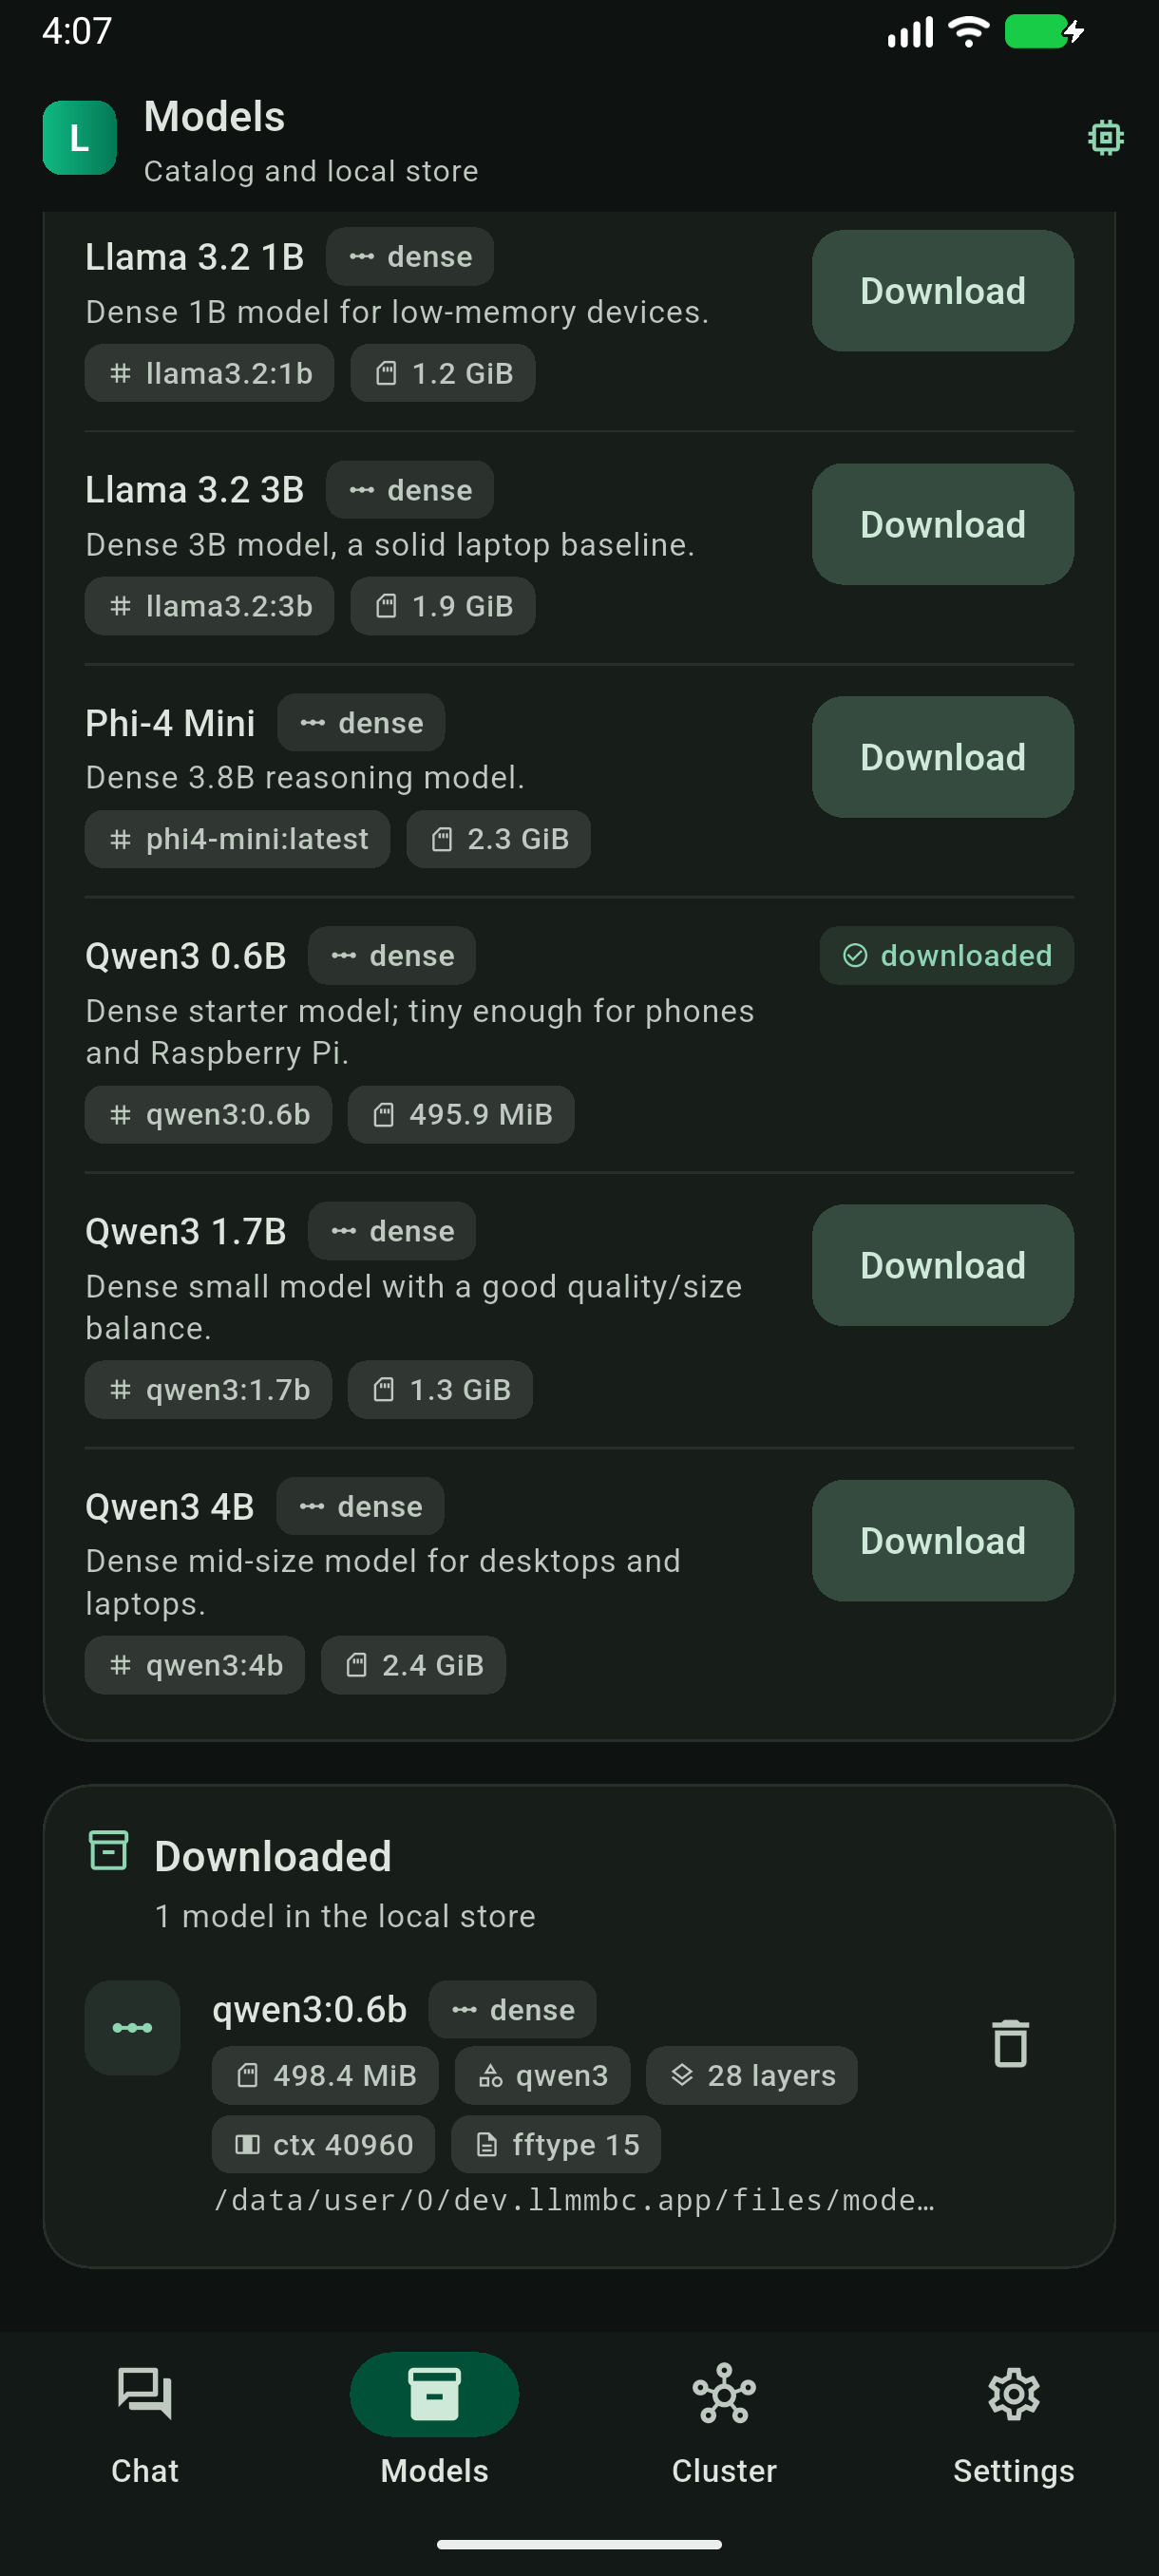 4:07
L
Models
Catalog and local store
Llama 3.2 1B dense
Download
Dense 1B model for low-memory devices.
llama3.2:1b 1.2 GiB
Llama 3.2 3B dense
Download
Dense 3B model, a solid laptop baseline.
llama3.2:3b 1.9 GiB
Phi-4 Mini dense
Download
Dense 3.8B reasoning model.
phi4-mini:latest 2.3 GiB
Qwen3 0.6B dense
downloaded
Dense starter model; tiny enough for phones
and Raspberry Pi.
qwen3:0.6b 495.9 MiB
Qwen3 1.7B dense
Download
Dense small model with a good quality/size
balance.
qwen3:1.7b 1.3 GiB
Qwen3 4B dense
Download
Dense mid-size model for desktops and
laptops.
qwen3:4b 2.4 GiB
Downloaded
1 model in the local store
qwen3:0.6b dense
498.4 MiB qwen3 28 layers
ctx 40960 fftype 15
/data/user/0/dev.llmmbc.app/files/mode…
Chat Models Cluster Settings